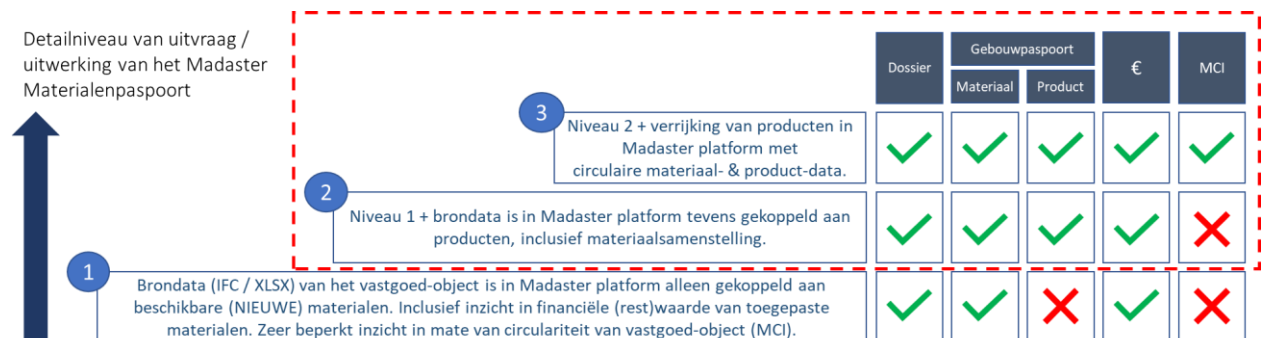 Detailniveau van uitvraag /
uitwerking van het Madaster
Materialenpaspoort
Dossier
Gebouwpaspoort
Materiaal
Product
€
MCI
3
Niveau 2 + verrijking van producten in
Madaster platform met
circulaire materiaal- & product-data.
2
Niveau 1 + brondata is in Madaster platform tevens gekoppeld aan
producten, inclusief materiaalsamenstelling.
1
Brondata (IFC / XLSX) van het vastgoed-object is in Madaster platform alleen gekoppeld aan
beschikbare (NIEUWE) materialen. Inclusief inzicht in financiële (rest)waarde van toegepaste
materialen. Zeer beperkt inzicht in mate van circulariteit van vastgoed-object (MCI).